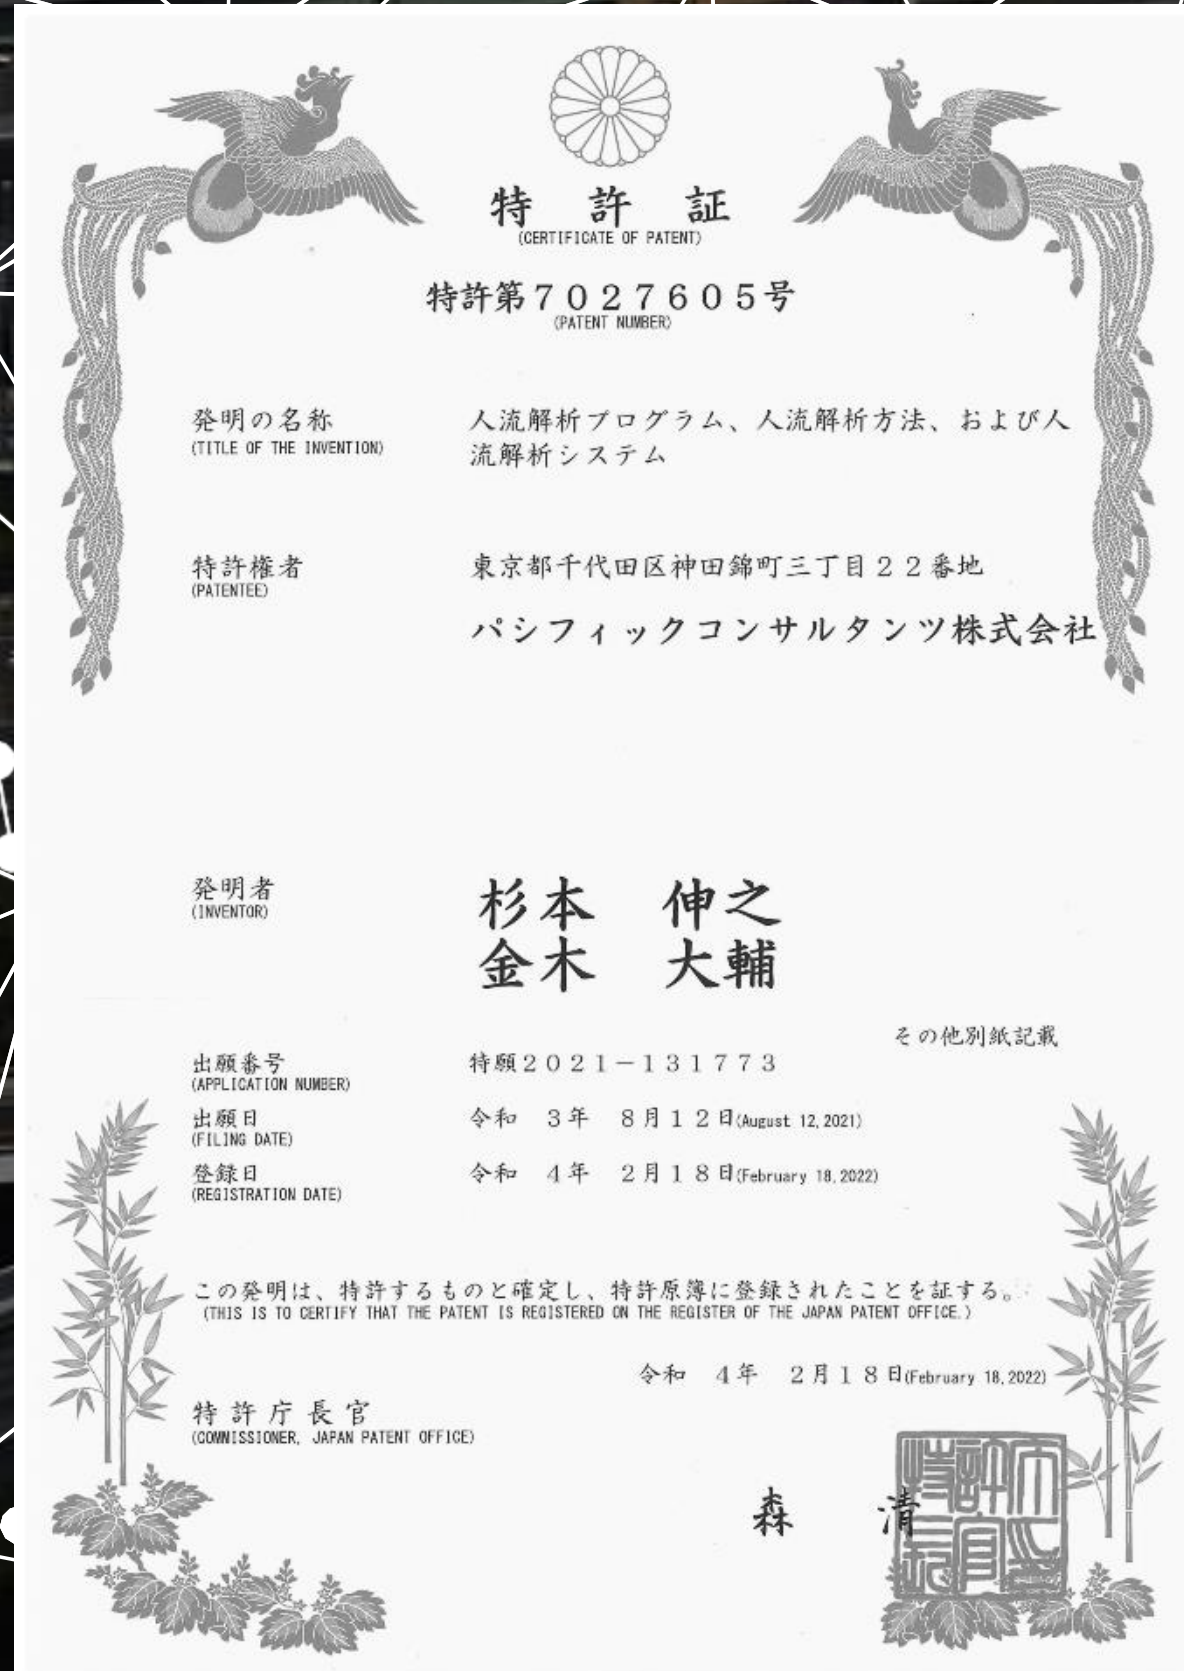 特許証
(CERTIFICATE OF PATENT)
特許第7027605号
(PATENT NUMBER)
発明の名称
(TITLE OF THE INVENTION)
人流解析プログラム、人流解析方法、および人
流解析システム
特許権者
(PATENTEE)
東京都千代田区神田錦町三丁目22番地
パシフィックコンサルタンツ株式会社
発明者
(INVENTOR)
杉本 伸之
金木 大輔
その他別紙記載
出願番号
(APPLICATION NUMBER)
特願2021-131773
出願日
(FILING DATE)
令和 3年 8月12日(August 12,2021)
登録日
(REGISTRATION DATE)
令和 4年 2月18日(February 18,2022)
この発明は、特許するものと確定し、特許原簿に登録されたことを証する。
(THIS IS TO CERTIFY THAT THE PATENT IS REGISTERED ON THE REGISTER OF THE JAPAN PATENT OFFICE.)
令和 4年 2月18日(February 18,2022)
特許庁長官
(COMMISSIONER, JAPAN PATENT OFFICE)
森 清